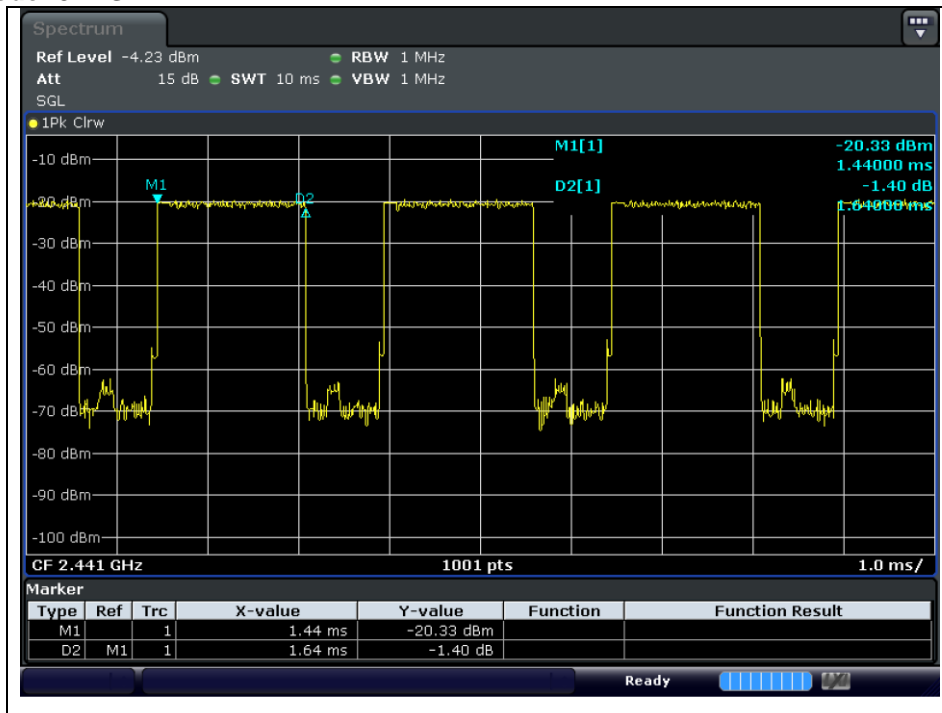 Spectrum
Ref Level -4.23 dBm RBW 1 MHz
Att 15 dB SWT 10 ms VBW 1 MHz
SGL
1Pk Clrw
M1[1] -20.33 dBm
1.44000 ms
D2[1] -1.40 dB
1.64000 ms
-10 dBm
M1
D2
-20 dBm
-30 dBm
-40 dBm
-50 dBm
-60 dBm
-70 dBm
-80 dBm
-90 dBm
-100 dBm
CF 2.441 GHz 1001 pts 1.0 ms/
Marker
Type Ref Trc X-value Y-value Function Function Result
M1 1 1.44 ms -20.33 dBm
D2 M1 1 1.64 ms -1.40 dB
Ready